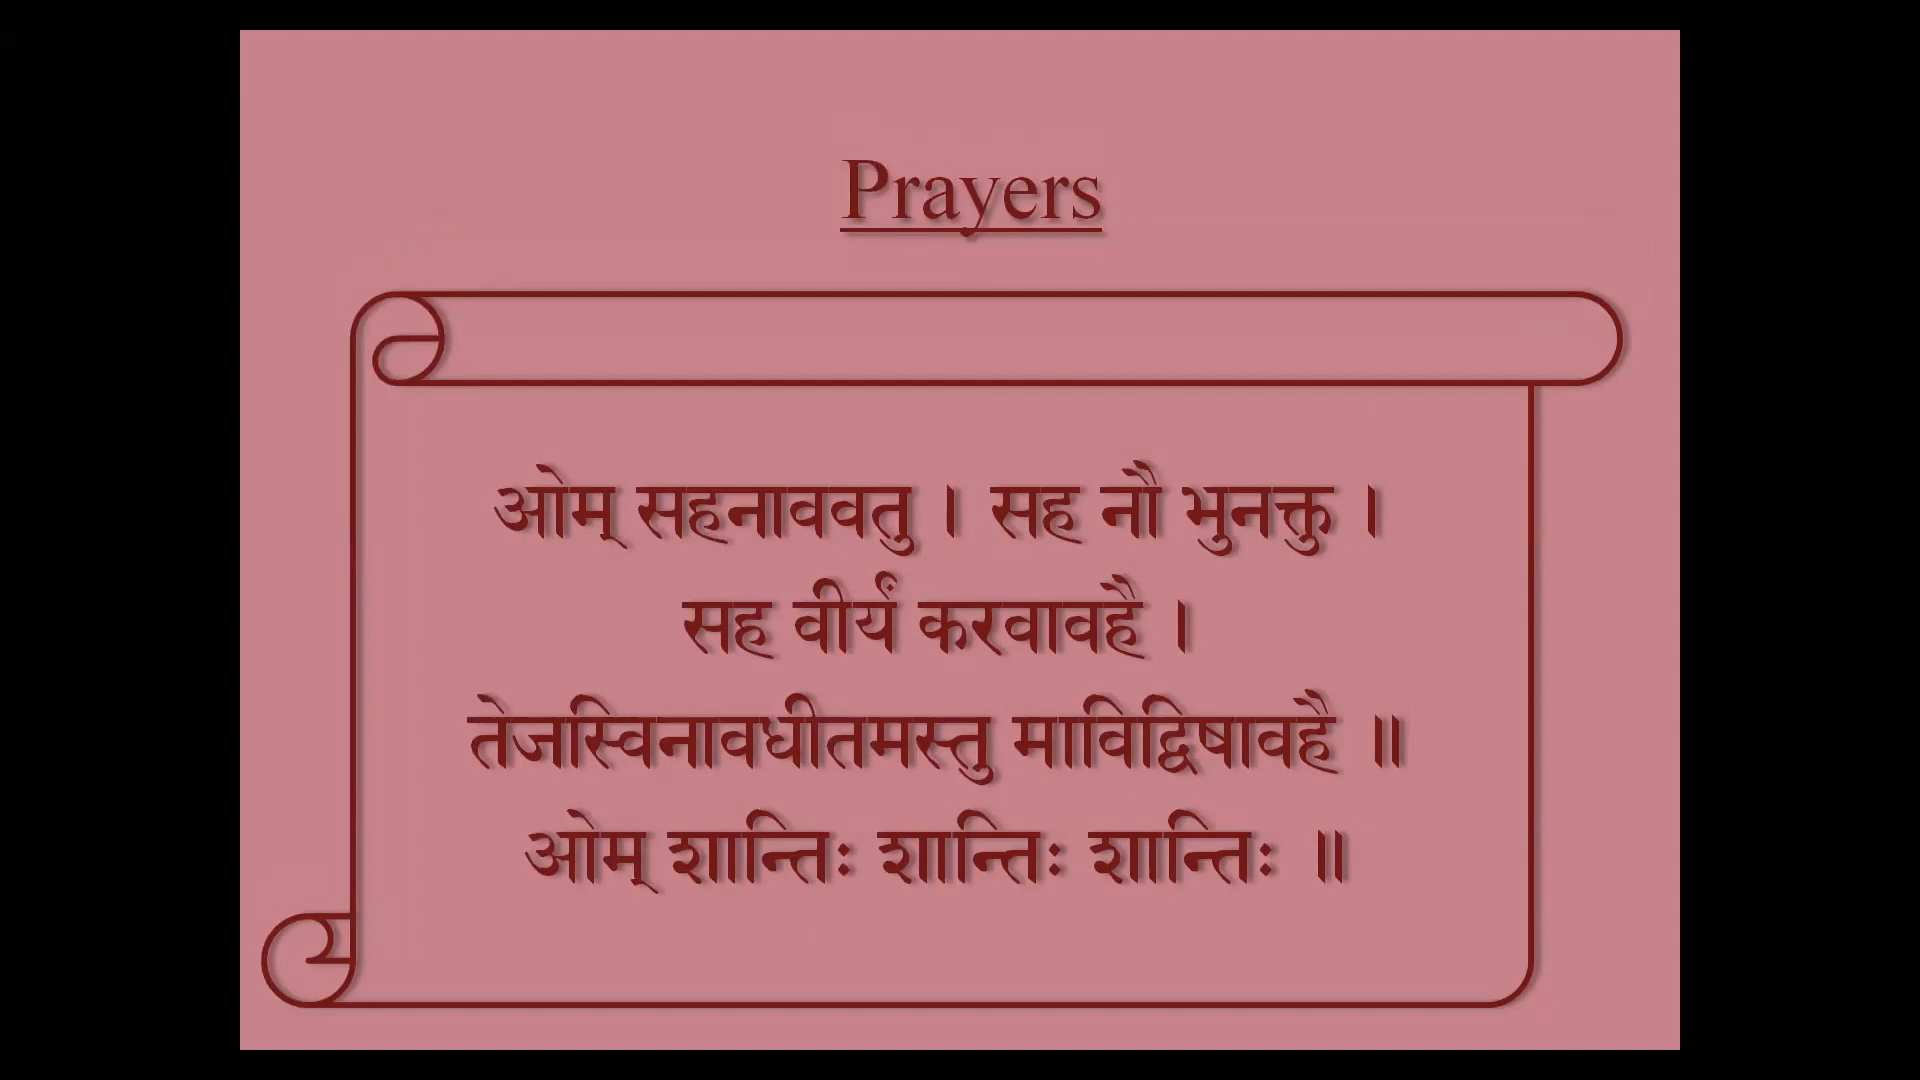 Prayers
ओम् सहनाववतु । सह नौ भुनक्तु ।
सह वीर्यं करवावहै ।
तेजस्विनावधीतमस्तु माविद्विषावहै ॥
ओम् शान्तिः शान्तिः शान्तिः ॥